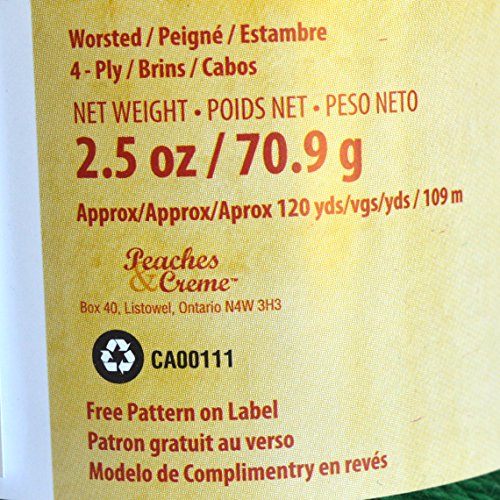 Worsted / Peigné / Estambre
4 - Ply / Brins / Cabos
NET WEIGHT • POIDS NET • PESO NETO
2.5 oz / 70.9 g
Approx/Approx/Aprox 120 yds/vgs/yds / 109 m
Peaches
& Creme™
Box 40, Listowel, Ontario N4W 3H3
CA00111
Free Pattern on Label
Patron gratuit au verso
Modelo de Complimentry en revés